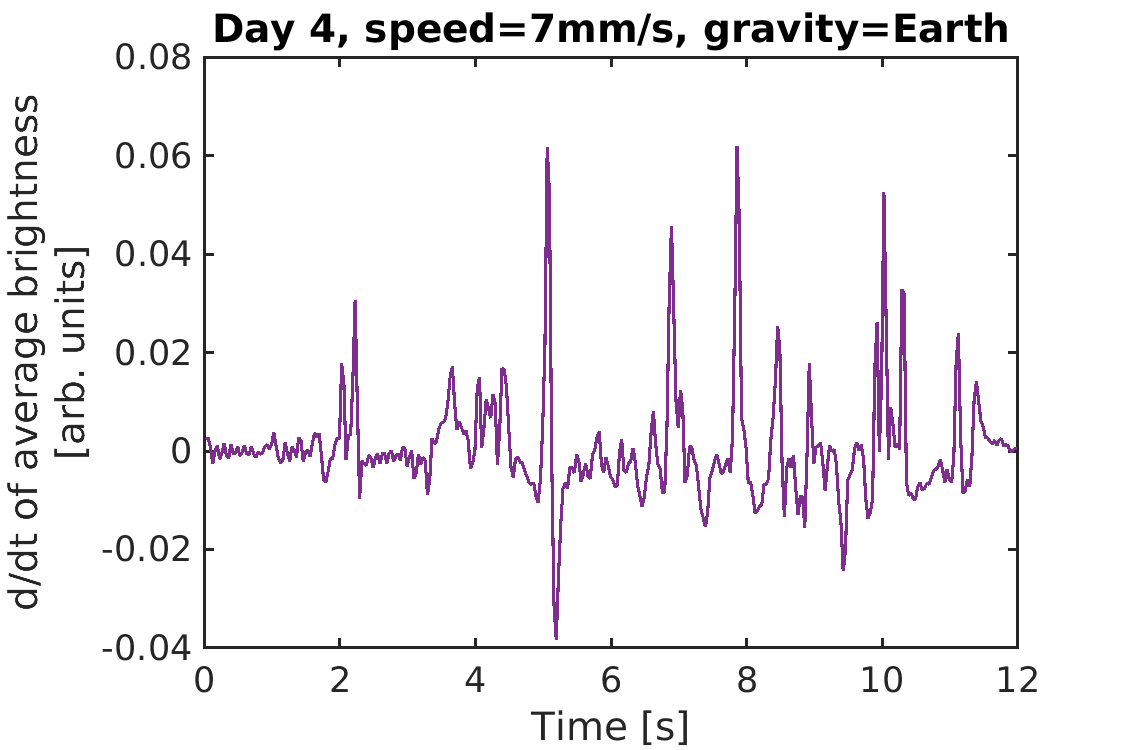 Day 4, speed=7mm/s, gravity=Earth
d/dt of average brightness
[arb. units]
0.08
0.06
0.04
0.02
0
-0.02
-0.04
0 2 4 6 8 10 12
Time [s]